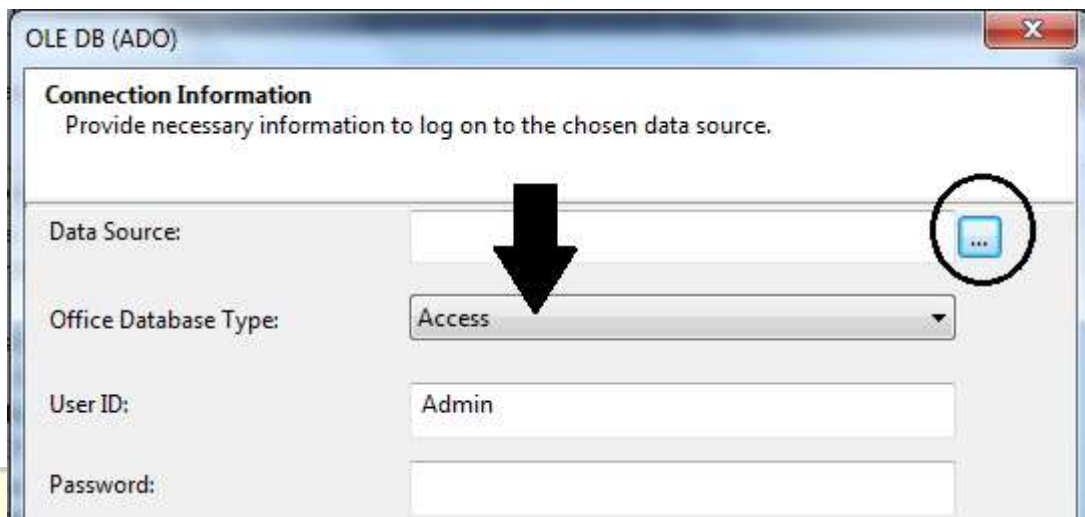 OLE DB (ADO)
Connection Information
Provide necessary information to log on to the chosen data source.
Data Source:
...
Office Database Type: Access
User ID: Admin
Password: